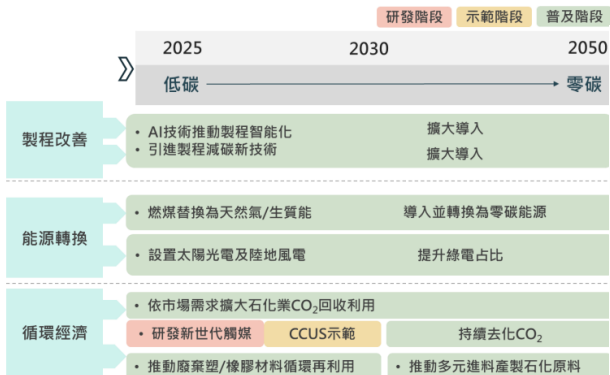 研發階段 示範階段 普及階段
2025 2030 2050
低碳 零碳
製程改善
• AI技術推動製程智能化 擴大導入
• 引進製程減碳新技術 擴大導入
能源轉換
• 燃煤替換為天然氣/生質能 導入並轉換為零碳能源
• 設置太陽光電及陸地風電 提升綠電占比
循環經濟
• 依市場需求擴大石化業CO₂回收利用
• 研發新世代觸媒 CCUS示範 持續去化CO₂
• 推動廢棄塑/橡膠材料循環再利用 • 推動多元進料產製石化原料